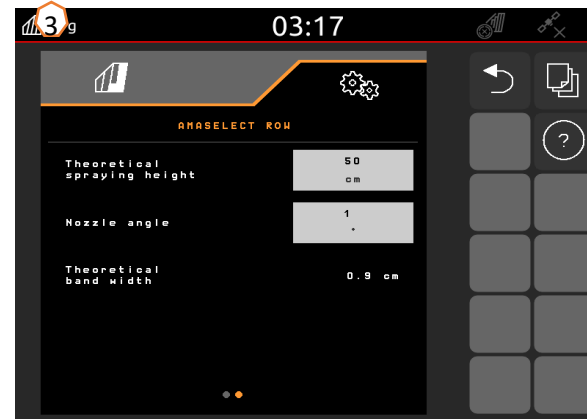 3 g
03:17
AMASELECT ROW
Theoretical
spraying height
50
cm
Nozzle angle
1
°
Theoretical
band width
0.9 cm
?